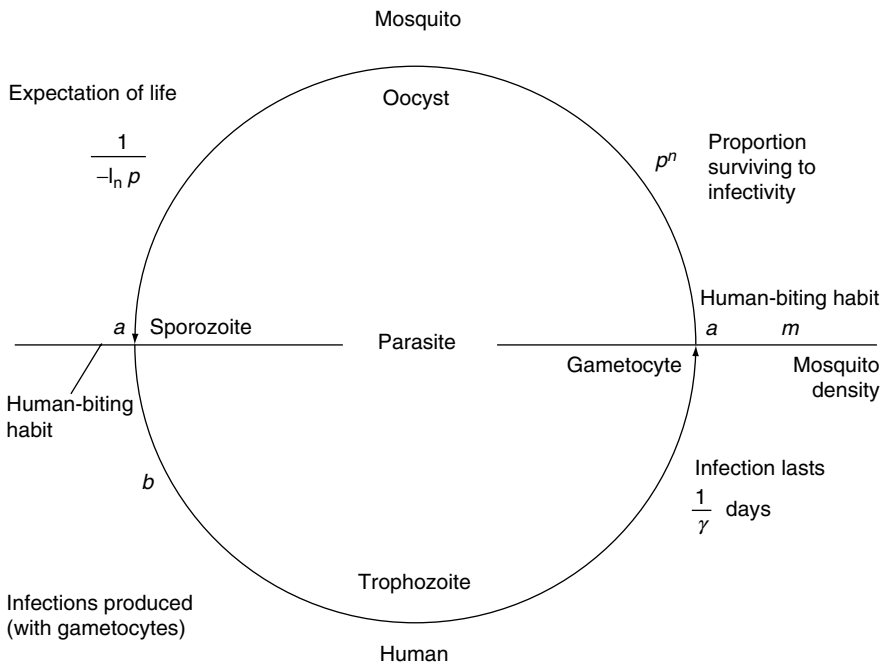 Mosquito
Expectation of life
1
–lₙ p
Oocyst
pⁿ
Proportion
surviving to
infectivity
Human-biting habit
a
Sporozoite
Parasite
a
m
Gametocyte
Mosquito
density
Human-biting
habit
b
Infection lasts
1
γ
days
Trophozoite
Infections produced
(with gametocytes)
Human